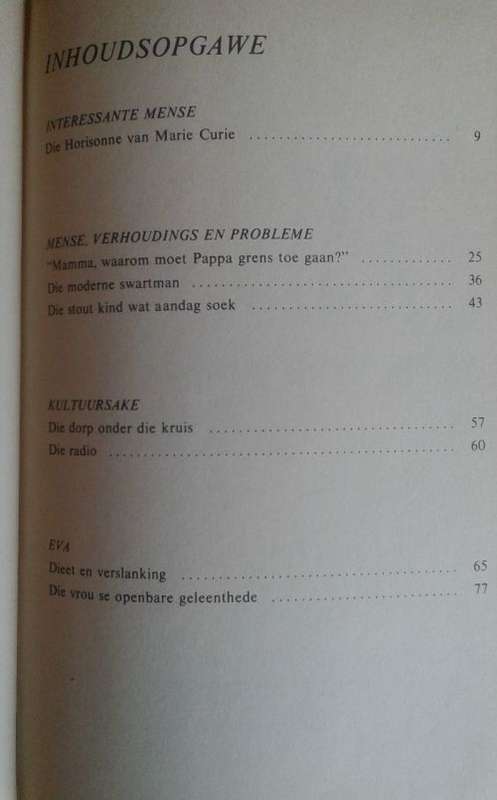 INHOUDSOPGAWE
INTERESSANTE MENSE
Die Horisonne van Marie Curie ........................... 9
MENSE, VERHOUDINGS EN PROBLEME
"Mamma, waarom moet Pappa grens toe gaan?" ............. 25
Die moderne swartman ................................... 36
Die stout kind wat aandag soek ........................... 43
KULTUURSAKE
Die dorp onder die kruis ................................. 57
Die radio .............................................. 60
EVA
Dieet en verslanking ..................................... 65
Die vrou se openbare geleenthede ......................... 77